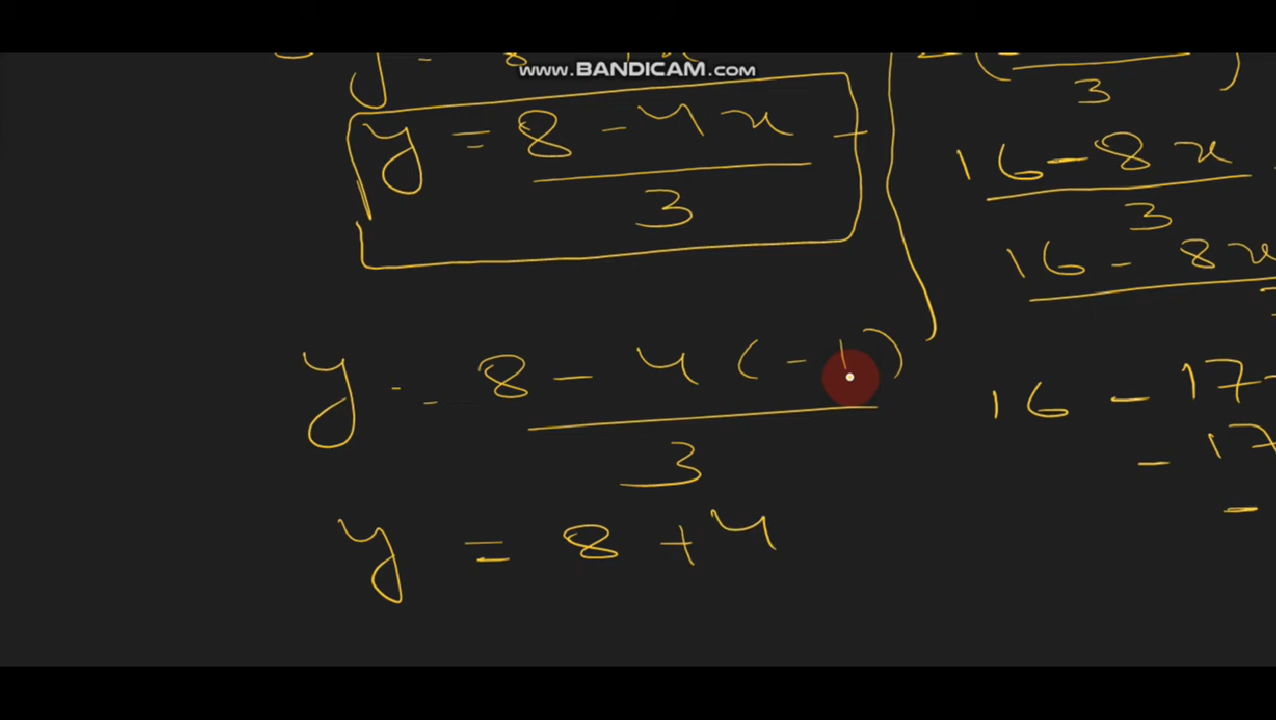 www.BANDICAM.com
y = 8 - 4x
3
y = 8 - 4 ( - 1 )
3
y = 8 + 4
3
16 - 8x
3
16 - 8x
16 - 17
- 17
-